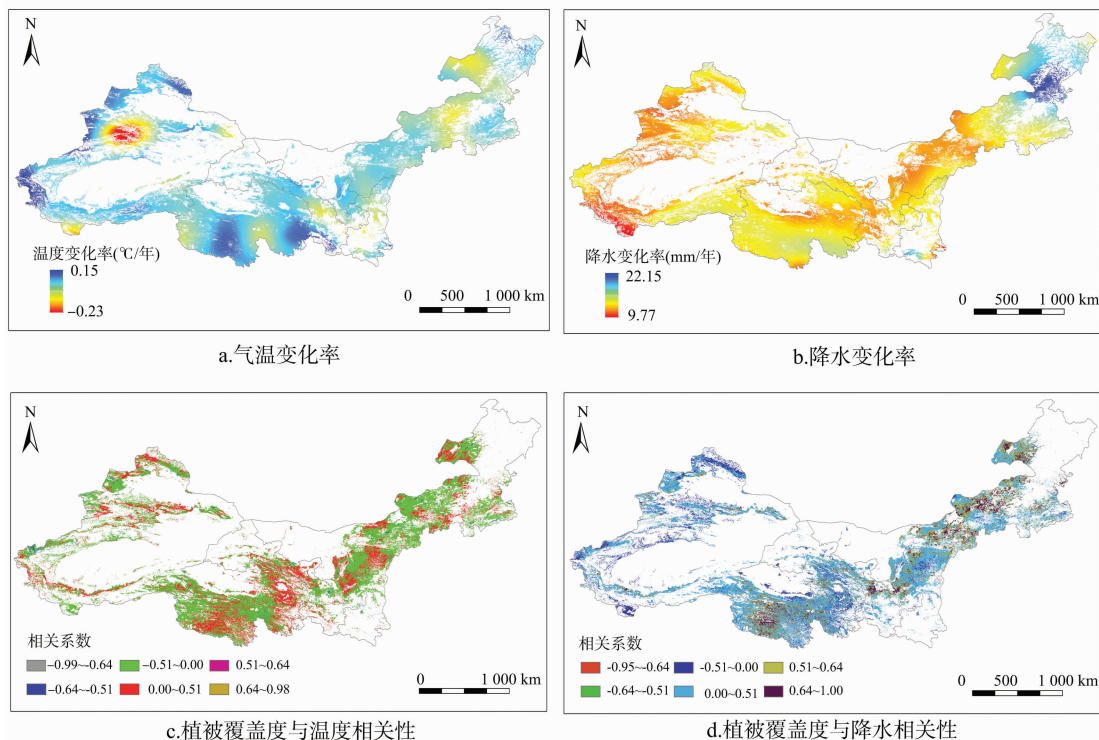 N
温度变化率(℃/年)
0.15
−0.23
0 500 1 000 km
a.气温变化率
N
降水变化率(mm/年)
22.15
9.77
0 500 1 000 km
b.降水变化率
N
相关系数
−0.99~−0.64 −0.51~0.00 0.51~0.64
−0.64~−0.51 0.00~0.51 0.64~0.98
0 500 1 000 km
c.植被覆盖度与温度相关性
N
相关系数
−0.95~−0.64 −0.51~0.00 0.51~0.64
−0.64~−0.51 0.00~0.51 0.64~1.00
0 500 1 000 km
d.植被覆盖度与降水相关性